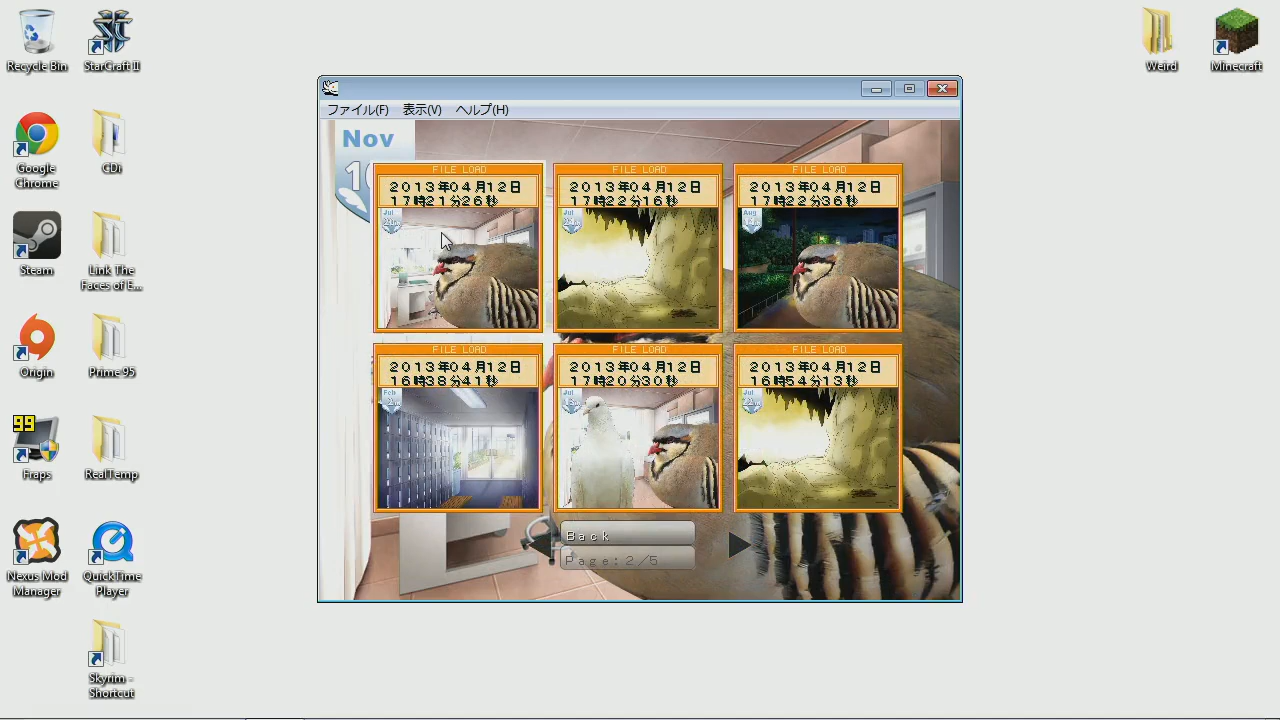 Recycle Bin
StarCraft II
Google
Chrome
CDi
Steam
Link The
Faces of E...
Origin
Prime 95
99
Fraps
RealTemp
Nexus Mod
Manager
QuickTime
Player
Skyrim -
Shortcut
Weird
Minecraft
ファイル(F) 表示(V) ヘルプ(H)
Nov
FILE LOAD
2013年04月12日
17時21分26秒
Jul
FILE LOAD
2013年04月12日
17時22分16秒
Jul
FILE LOAD
2013年04月12日
17時22分36秒
Aug
FILE LOAD
2013年04月12日
16時38分41秒
Feb
FILE LOAD
2013年04月12日
17時20分30秒
Jul
FILE LOAD
2013年04月12日
16時54分13秒
Jul
Back
Page:2/5